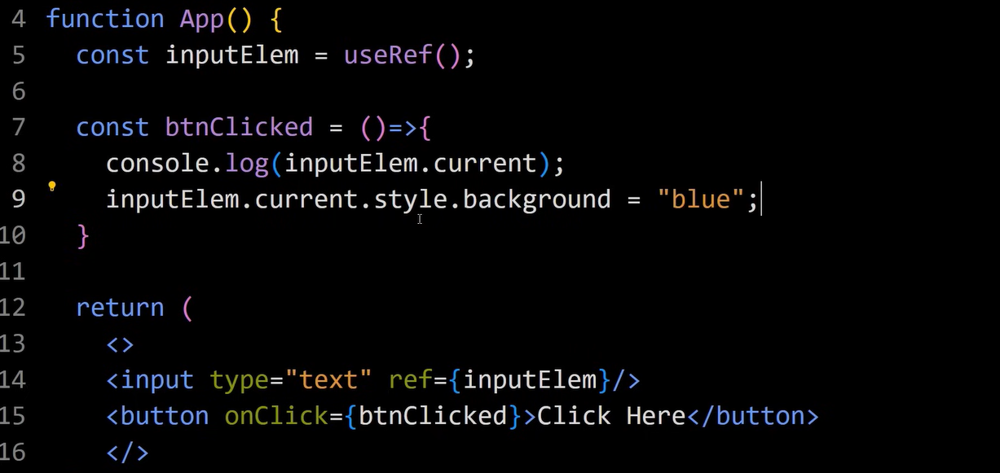 4 function App() {
5   const inputElem = useRef();
6
7   const btnClicked = ()=>{
8     console.log(inputElem.current);
9     inputElem.current.style.background = "blue";
10   }
11
12   return (
13     <>
14     <input type="text" ref={inputElem}/>
15     <button onClick={btnClicked}>Click Here</button>
16     </>